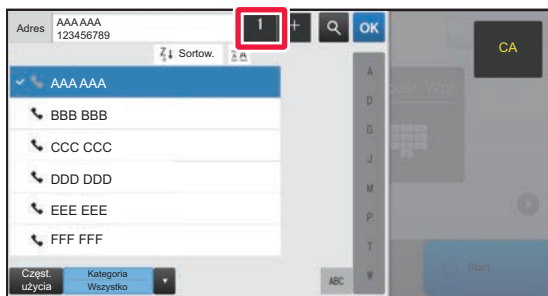 Adres
AAA AAA
123456789
1
+
OK
CA
Z↓ Sortow.
AAA AAA
BBB BBB
CCC CCC
DDD DDD
EEE EEE
FFF FFF
A
D
G
J
M
P
T
W
Wpr.
Częst.
użycia
Kategoria
Wszystko
ABC
Start